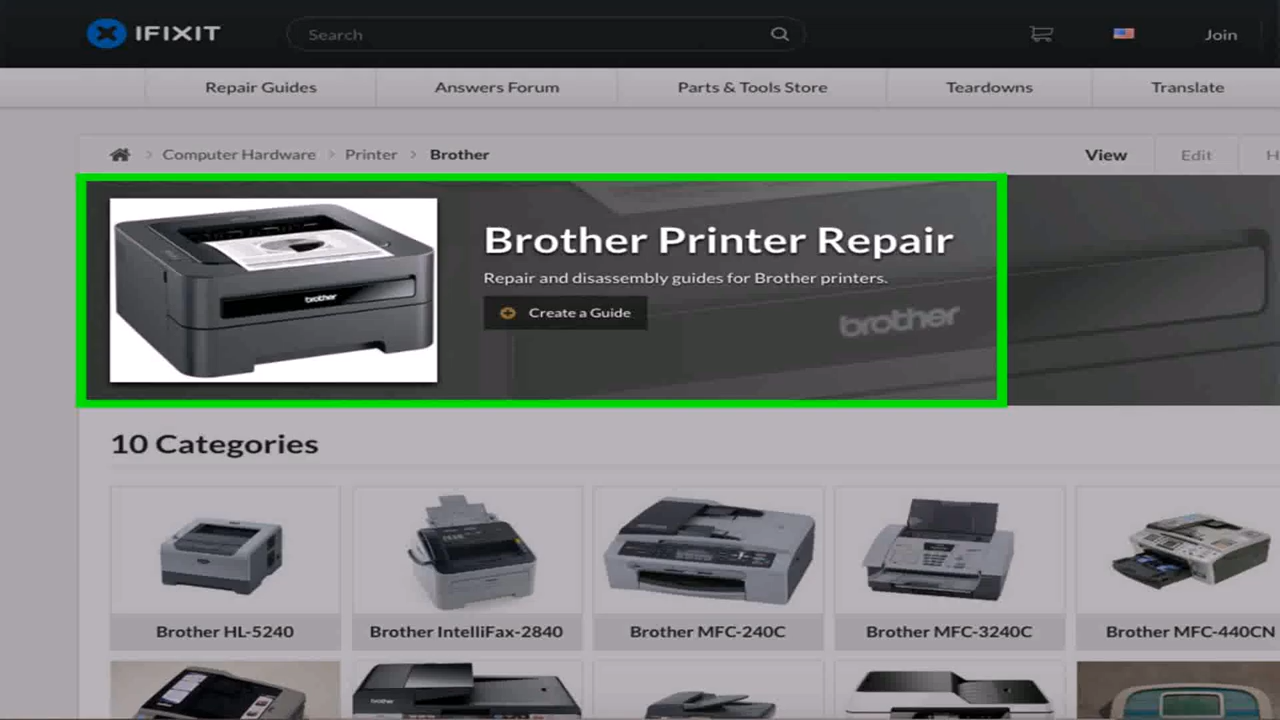 IFIXIT
Search
Join
Repair Guides
Answers Forum
Parts & Tools Store
Teardowns
Translate
Computer Hardware > Printer > Brother
View
Edit
H
brother
Brother Printer Repair
Repair and disassembly guides for Brother printers.
Create a Guide
brother
10 Categories
Brother HL-5240
Brother IntelliFax-2840
Brother MFC-240C
Brother MFC-3240C
Brother MFC-440CN
brother